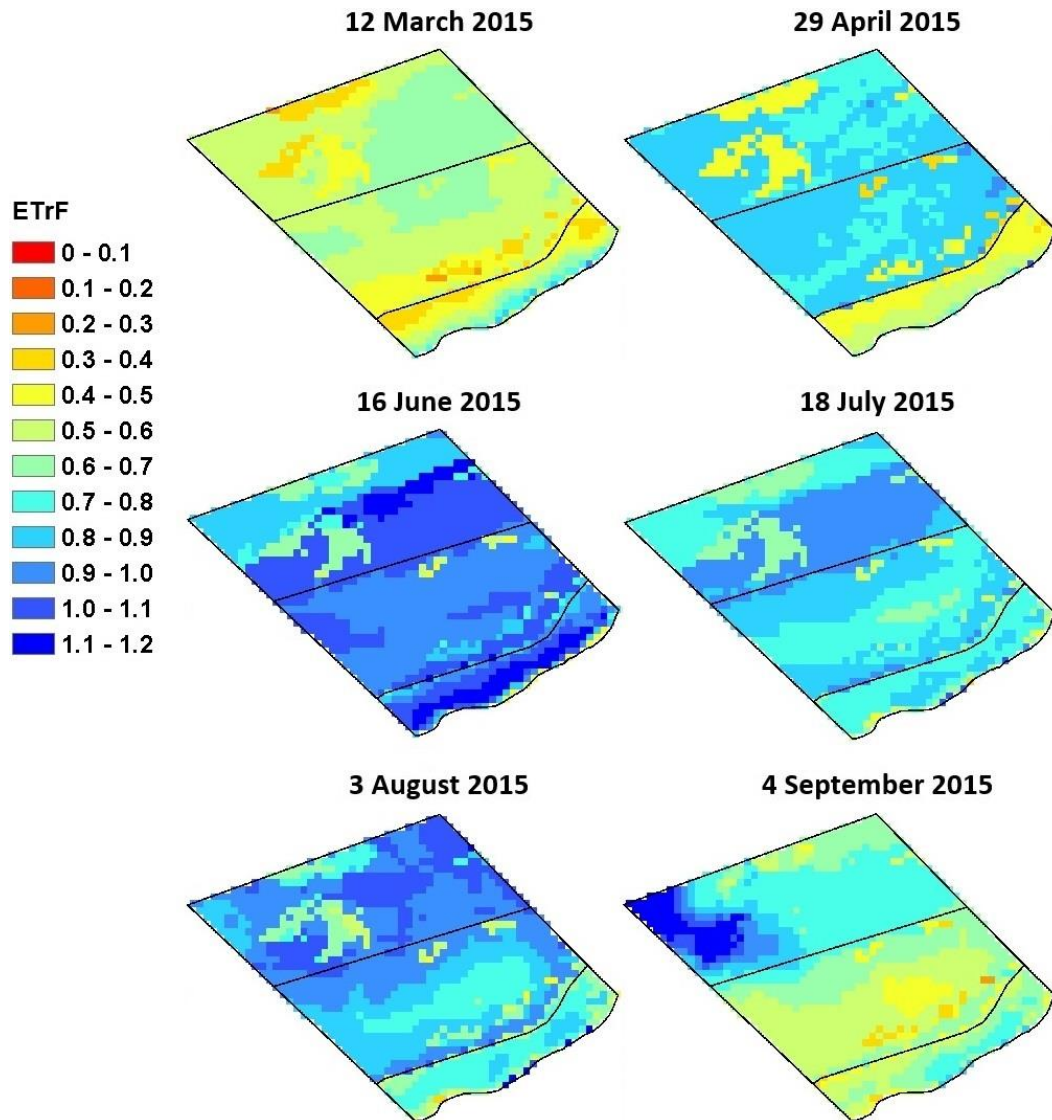 12 March 2015
29 April 2015
ETrF
0 - 0.1
0.1 - 0.2
0.2 - 0.3
0.3 - 0.4
0.4 - 0.5
0.5 - 0.6
0.6 - 0.7
0.7 - 0.8
0.8 - 0.9
0.9 - 1.0
1.0 - 1.1
1.1 - 1.2
16 June 2015
18 July 2015
3 August 2015
4 September 2015